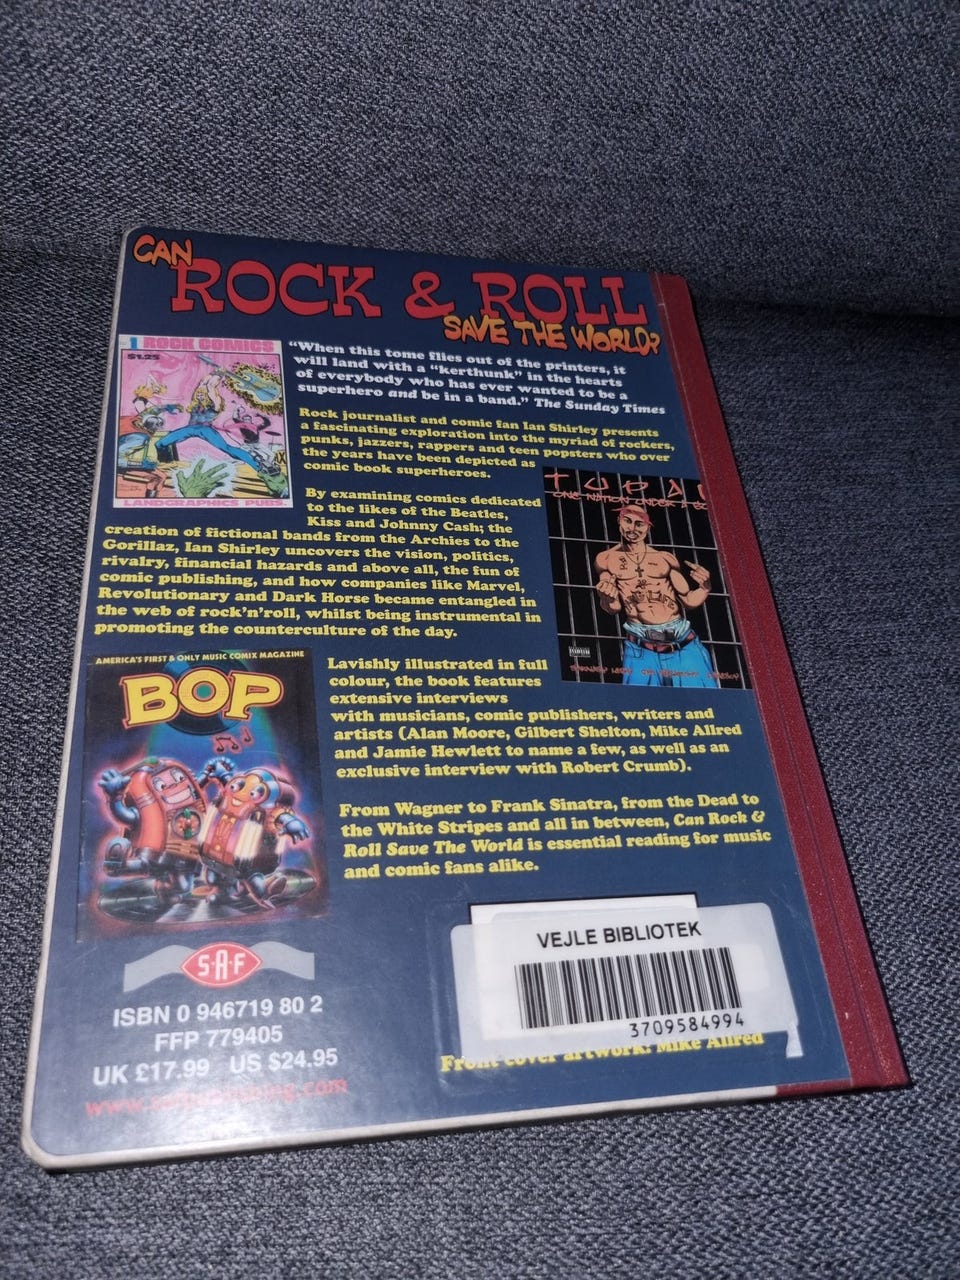 CAN
ROCK & ROLL
SAVE THE WORLD?
1 ROCK COMICS
$1.25
LANDGRAPHICS PUBS.
"When this tome flies out of the printers, it
will land with a "kerthunk" in the hearts
of everybody who has ever wanted to be a
superhero and be in a band." The Sunday Times
Rock journalist and comic fan Ian Shirley presents
a fascinating exploration into the myriad of rockers,
punks, jazzers, rappers and teen popsters who over
the years have been depicted as
comic book superheroes.
TUPA
ONE NATION UNDER A
By examining comics dedicated
to the likes of the Beatles,
Kiss and Johnny Cash; the
creation of fictional bands from the Archies to the
Gorillaz, Ian Shirley uncovers the vision, politics,
rivalry, financial hazards and above all, the fun of
comic publishing, and how companies like Marvel,
Revolutionary and Dark Horse became entangled in
the web of rock'n'roll, whilst being instrumental in
promoting the counterculture of the day.
AMERICA'S FIRST & ONLY MUSIC COMIX MAGAZINE
BOP
Lavishly illustrated in full
colour, the book features
extensive interviews
with musicians, comic publishers, writers and
artists (Alan Moore, Gilbert Shelton, Mike Allred
and Jamie Hewlett to name a few, as well as an
exclusive interview with Robert Crumb).
From Wagner to Frank Sinatra, from the Dead to
the White Stripes and all in between, Can Rock &
Roll Save The World is essential reading for music
and comic fans alike.
S·A·F
ISBN 0 946719 80 2
FFP 779405
UK £17.99 US $24.95
VEJLE BIBLIOTEK
3709584994
Front cover artwork: Mike Allred